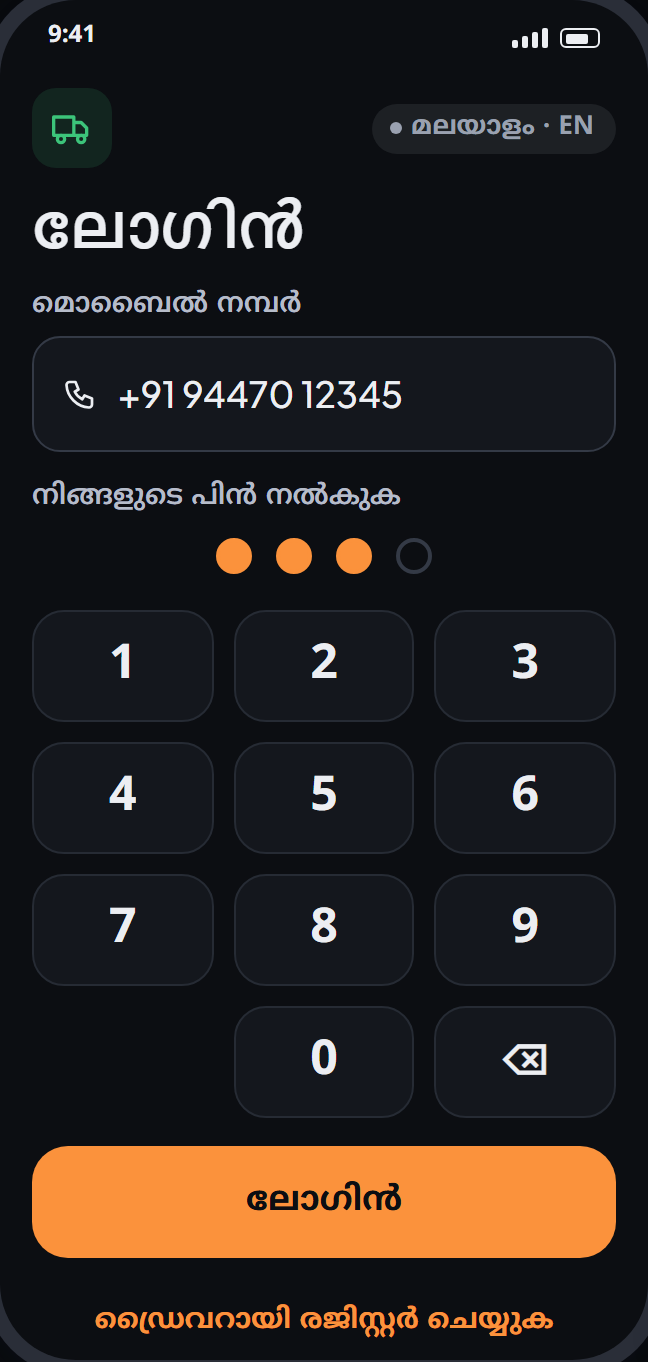 9:41
മലയാളം · EN
ലോഗിൻ
മൊബൈൽ നമ്പർ
+91 94470 12345
നിങ്ങളുടെ പിൻ നൽകുക
1 2 3
4 5 6
7 8 9
0
ലോഗിൻ
ഡ്രൈവറായി രജിസ്റ്റർ ചെയ്യുക